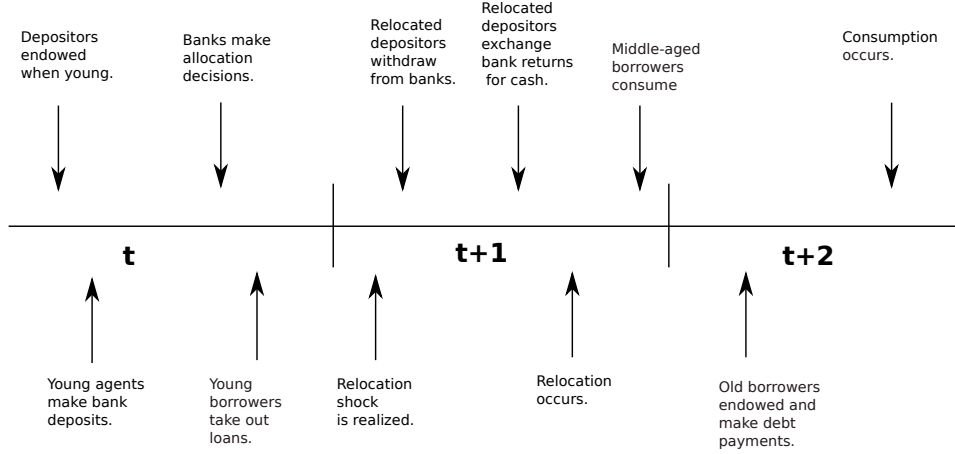 Depositors
endowed
when young.
Banks make
allocation
decisions.
Relocated
depositors
withdraw
from banks.
Relocated
depositors
exchange
bank returns
for cash.
Middle-aged
borrowers
consume
Consumption
occurs.
t
t+1
t+2
Young agents
make bank
deposits.
Young
borrowers
take out
loans.
Relocation
shock
is realized.
Relocation
occurs.
Old borrowers
endowed and
make debt
payments.